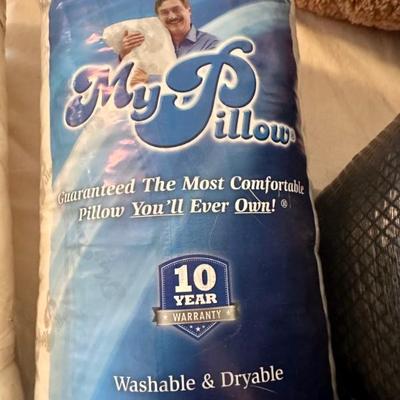 MyPillow®
Guaranteed The Most Comfortable
Pillow You'll Ever Own! ®
10
YEAR
WARRANTY
Washable & Dryable